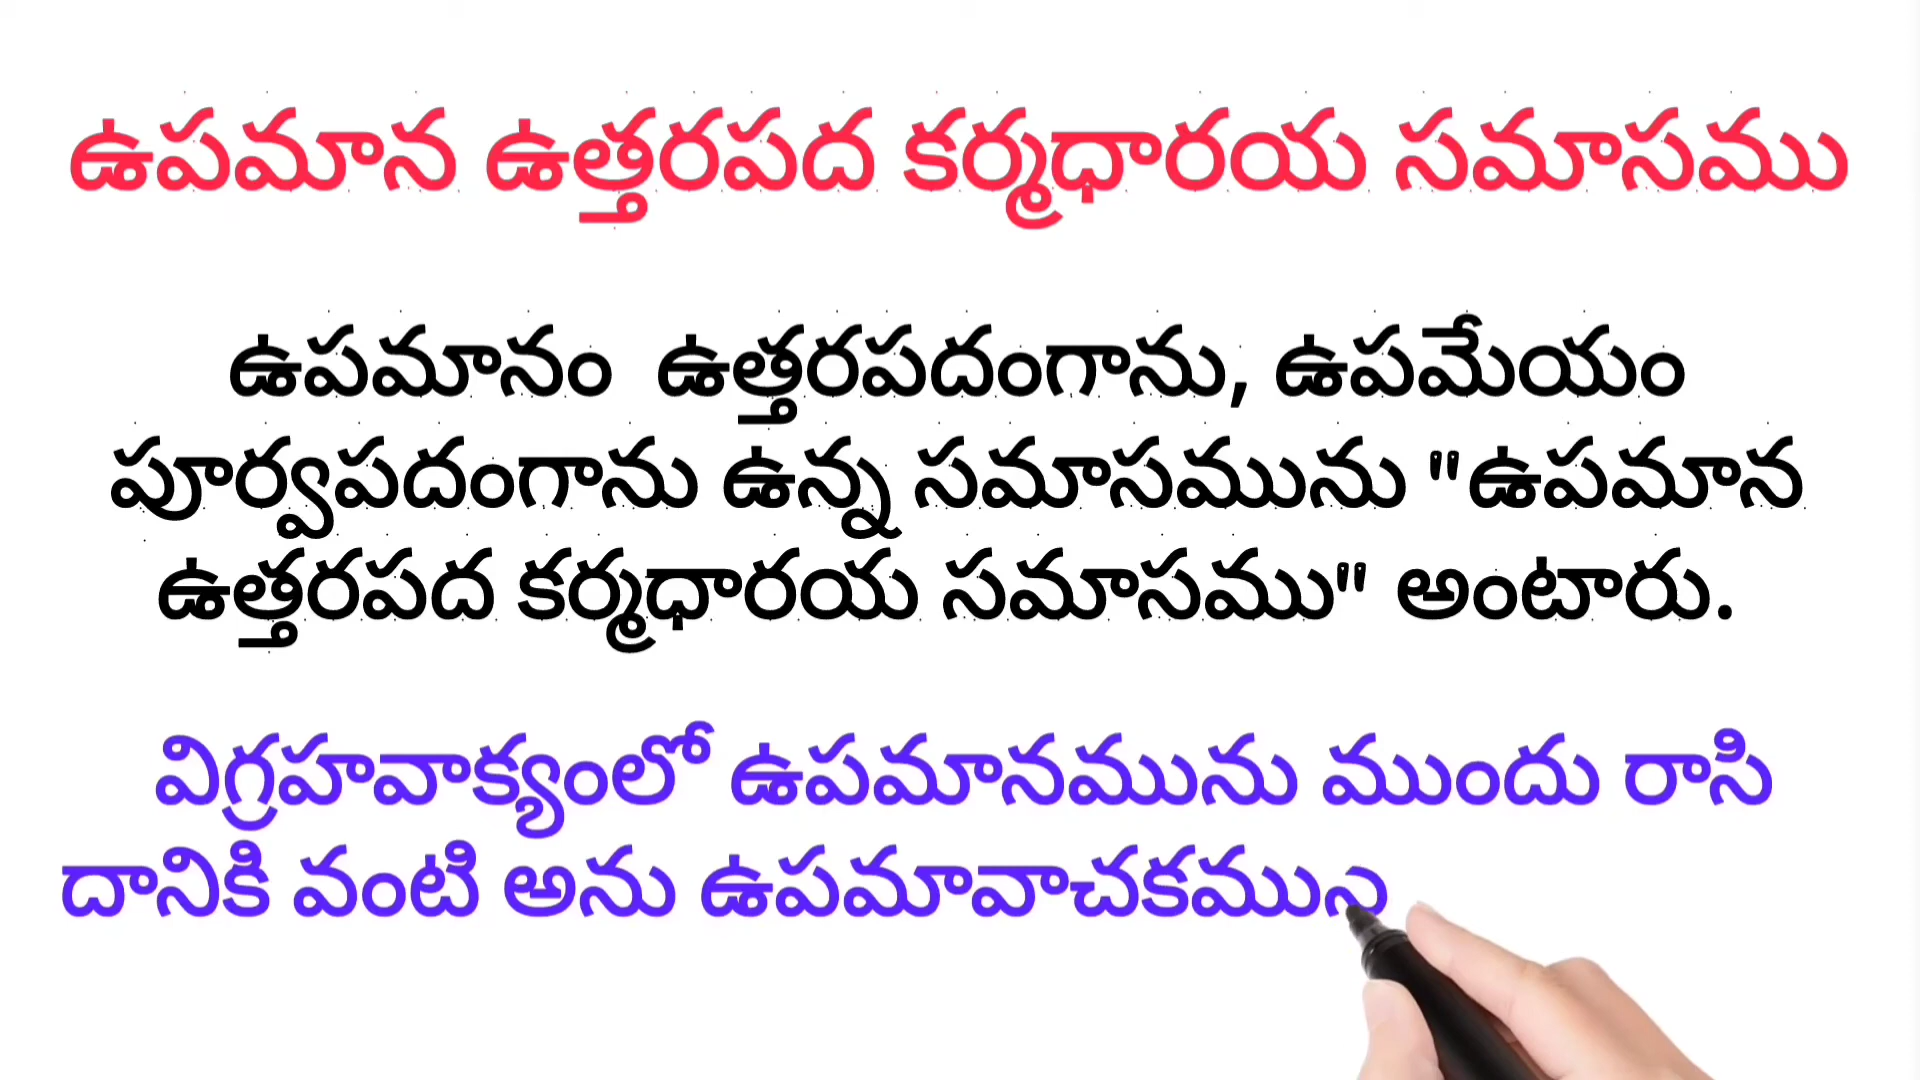 ఉపమాన ఉత్తరపద కర్మధారయ సమాసము
ఉపమానం ఉత్తరపదంగాను, ఉపమేయం
పూర్వపదంగాను ఉన్న సమాసమును "ఉపమాన
ఉత్తరపద కర్మధారయ సమాసము" అంటారు.
విగ్రహవాక్యంలో ఉపమానమును ముందు రాసి
దానికి వంటి అను ఉపమావాచకము